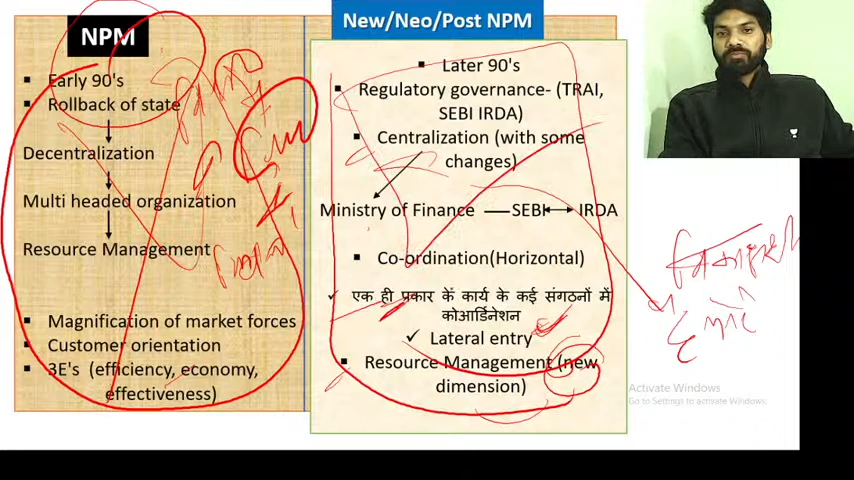 NPM
Early 90's
Rollback of state
Decentralization
Multi headed organization
Resource Management
Magnification of market forces
Customer orientation
3E's (efficiency, economy,
effectiveness)
New/Neo/Post NPM
Later 90's
Regulatory governance- (TRAI,
SEBI IRDA)
Centralization (with some
changes)
Ministry of Finance SEBI IRDA
Co-ordination(Horizontal)
एक ही प्रकार के कार्य के कई संगठनों में
कोआर्डिनेशन
Lateral entry
Resource Management (new
dimension)
Activate Windows
Go to Settings to activate Windows.